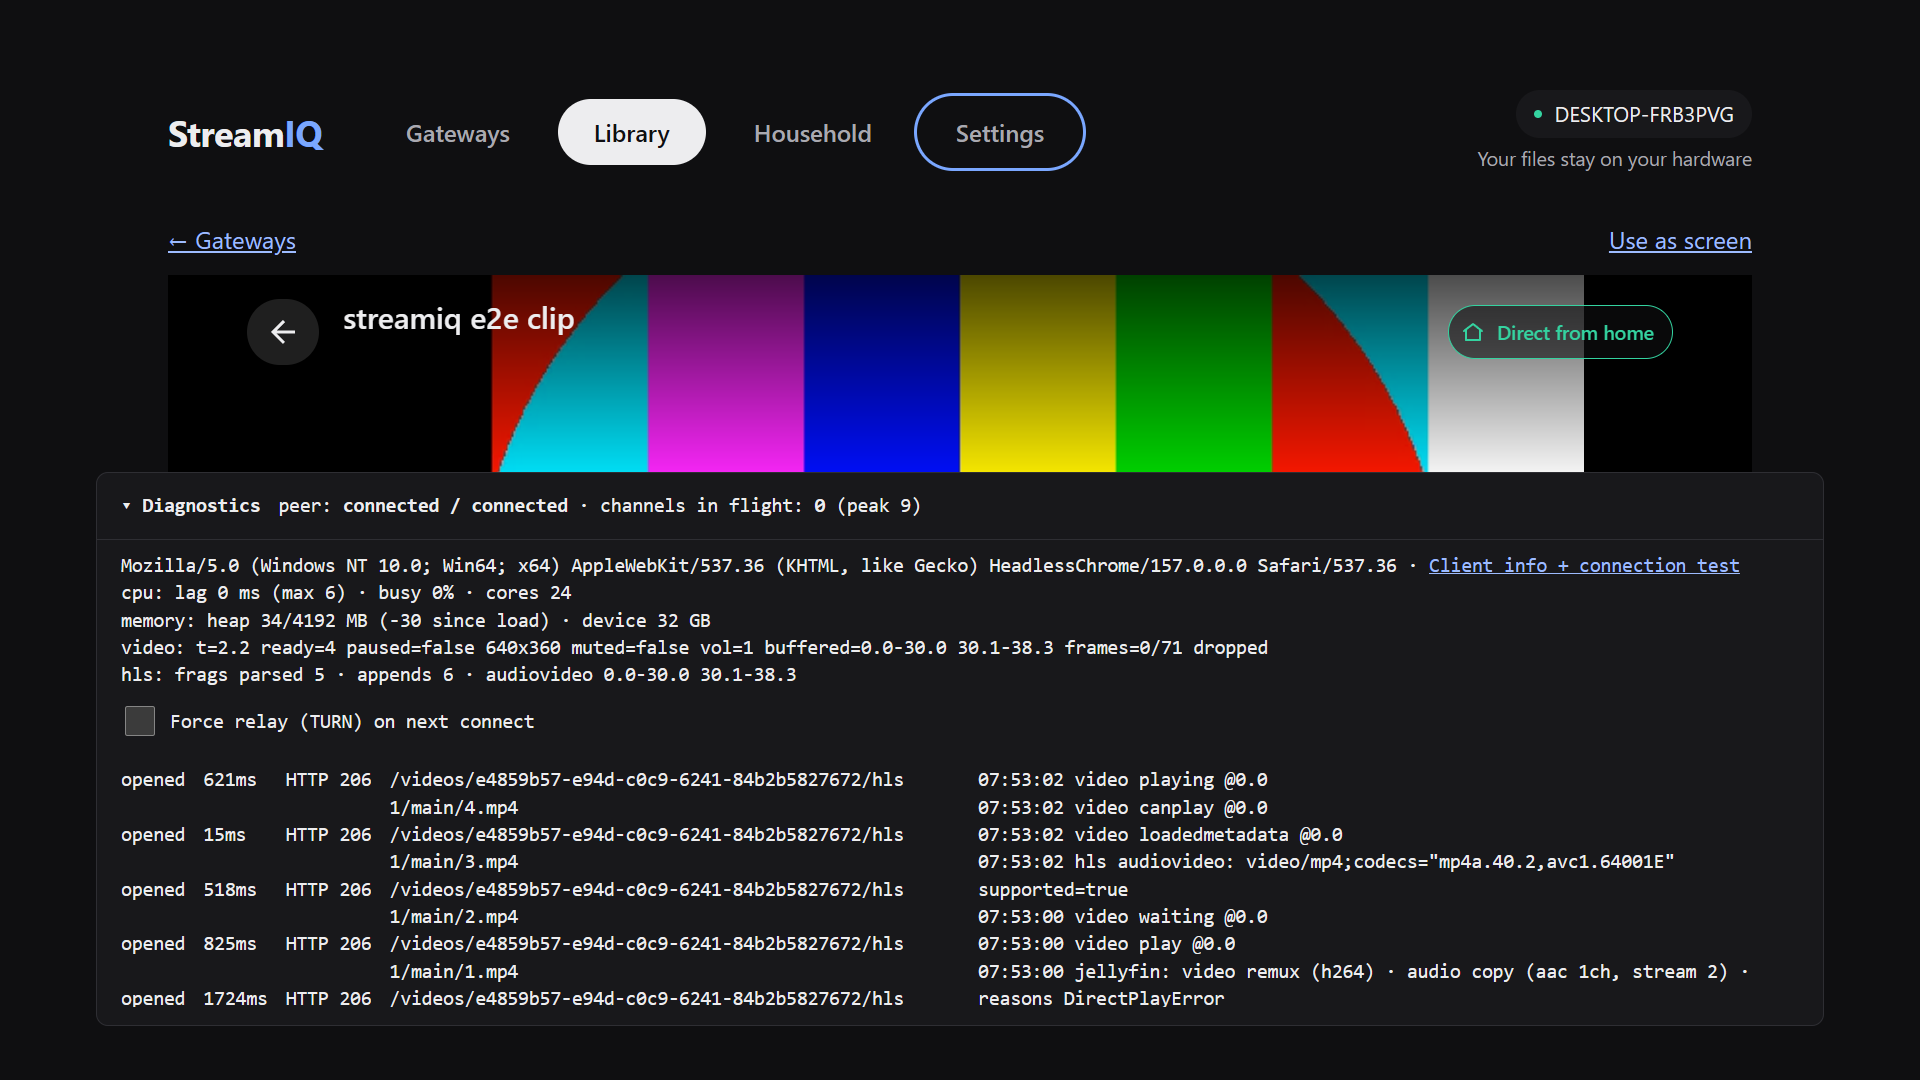 StreamIQ
Gateways
Library
Household
Settings
DESKTOP-FRB3PVG
Your files stay on your hardware
← Gateways
Use as screen
streamiq e2e clip
Direct from home
▾ Diagnostics peer: connected / connected · channels in flight: 0 (peak 9)
Mozilla/5.0 (Windows NT 10.0; Win64; x64) AppleWebKit/537.36 (KHTML, like Gecko) HeadlessChrome/157.0.0.0 Safari/537.36 · Client info + connection test
cpu: lag 0 ms (max 6) · busy 0% · cores 24
memory: heap 34/4192 MB (-30 since load) · device 32 GB
video: t=2.2 ready=4 paused=false 640x360 muted=false vol=1 buffered=0.0-30.0 30.1-38.3 frames=0/71 dropped
hls: frags parsed 5 · appends 6 · audiovideo 0.0-30.0 30.1-38.3
Force relay (TURN) on next connect
opened 621ms HTTP 206 /videos/e4859b57-e94d-c0c9-6241-84b2b5827672/hls
1/main/4.mp4
opened 15ms HTTP 206 /videos/e4859b57-e94d-c0c9-6241-84b2b5827672/hls
1/main/3.mp4
opened 518ms HTTP 206 /videos/e4859b57-e94d-c0c9-6241-84b2b5827672/hls
1/main/2.mp4
opened 825ms HTTP 206 /videos/e4859b57-e94d-c0c9-6241-84b2b5827672/hls
1/main/1.mp4
opened 1724ms HTTP 206 /videos/e4859b57-e94d-c0c9-6241-84b2b5827672/hls
07:53:02 video playing @0.0
07:53:02 video canplay @0.0
07:53:02 video loadedmetadata @0.0
07:53:02 hls audiovideo: video/mp4;codecs="mp4a.40.2,avc1.64001E"
supported=true
07:53:00 video waiting @0.0
07:53:00 video play @0.0
07:53:00 jellyfin: video remux (h264) · audio copy (aac 1ch, stream 2) ·
reasons DirectPlayError